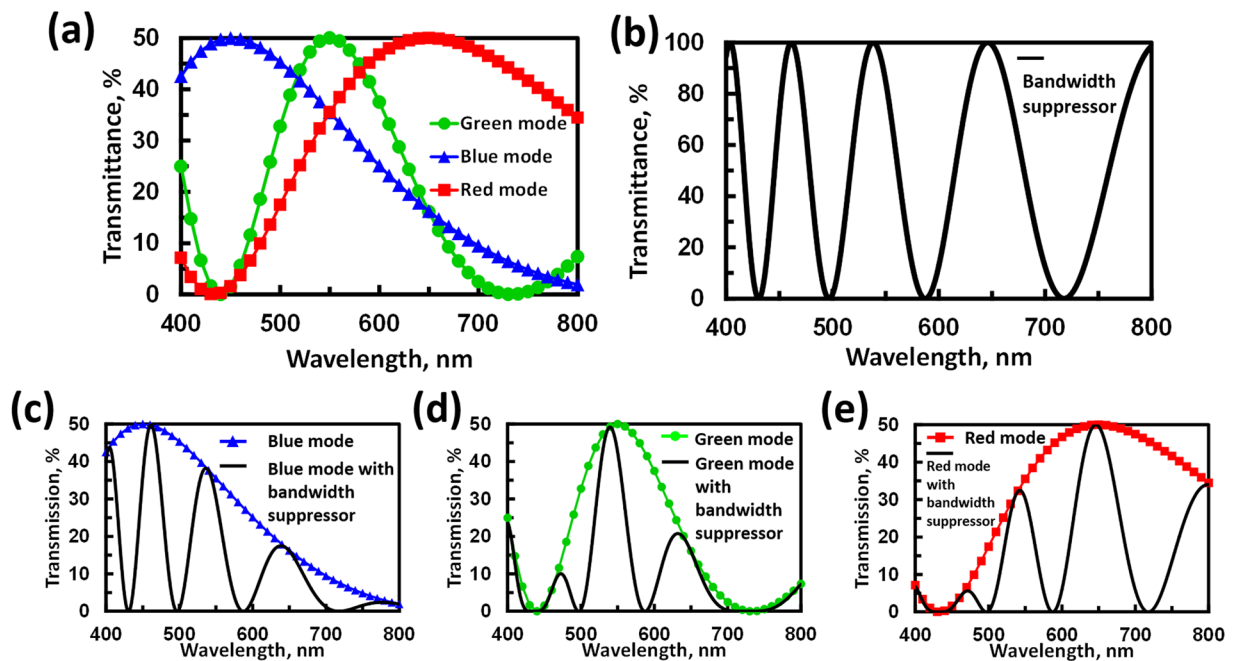 (a)
Transmittance, %
50
40
30
20
10
0
Green mode
Blue mode
Red mode
400 500 600 700 800
Wavelength, nm
(b)
Transmittance, %
100
80
60
40
20
0
Bandwidth
suppressor
400 500 600 700 800
Wavelength, nm
(c)
Transmission, %
50
40
30
20
10
0
Blue mode
Blue mode with
bandwidth
suppressor
400 500 600 700 800
Wavelength, nm
(d)
Transmission, %
50
40
30
20
10
0
Green mode
Green mode
with
bandwidth
suppressor
400 500 600 700 800
Wavelength, nm
(e)
Transmission, %
50
40
30
20
10
0
Red mode
Red mode
with
bandwidth
suppressor
400 500 600 700 800
Wavelength, nm